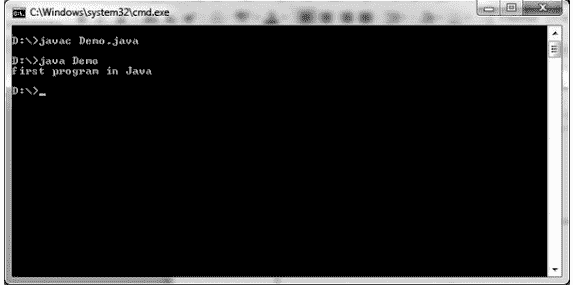 C:\Windows\system32\cmd.exe
D:\>javac Demo.java
D:\>java Demo
first program in Java
D:\>_